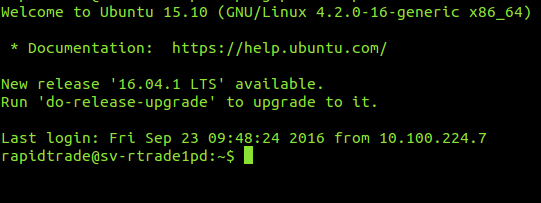 Welcome to Ubuntu 15.10 (GNU/Linux 4.2.0-16-generic x86_64)
* Documentation:  https://help.ubuntu.com/
New release '16.04.1 LTS' available.
Run 'do-release-upgrade' to upgrade to it.
Last login: Fri Sep 23 09:48:24 2016 from 10.100.224.7
rapidtrade@sv-rtrade1pd:~$